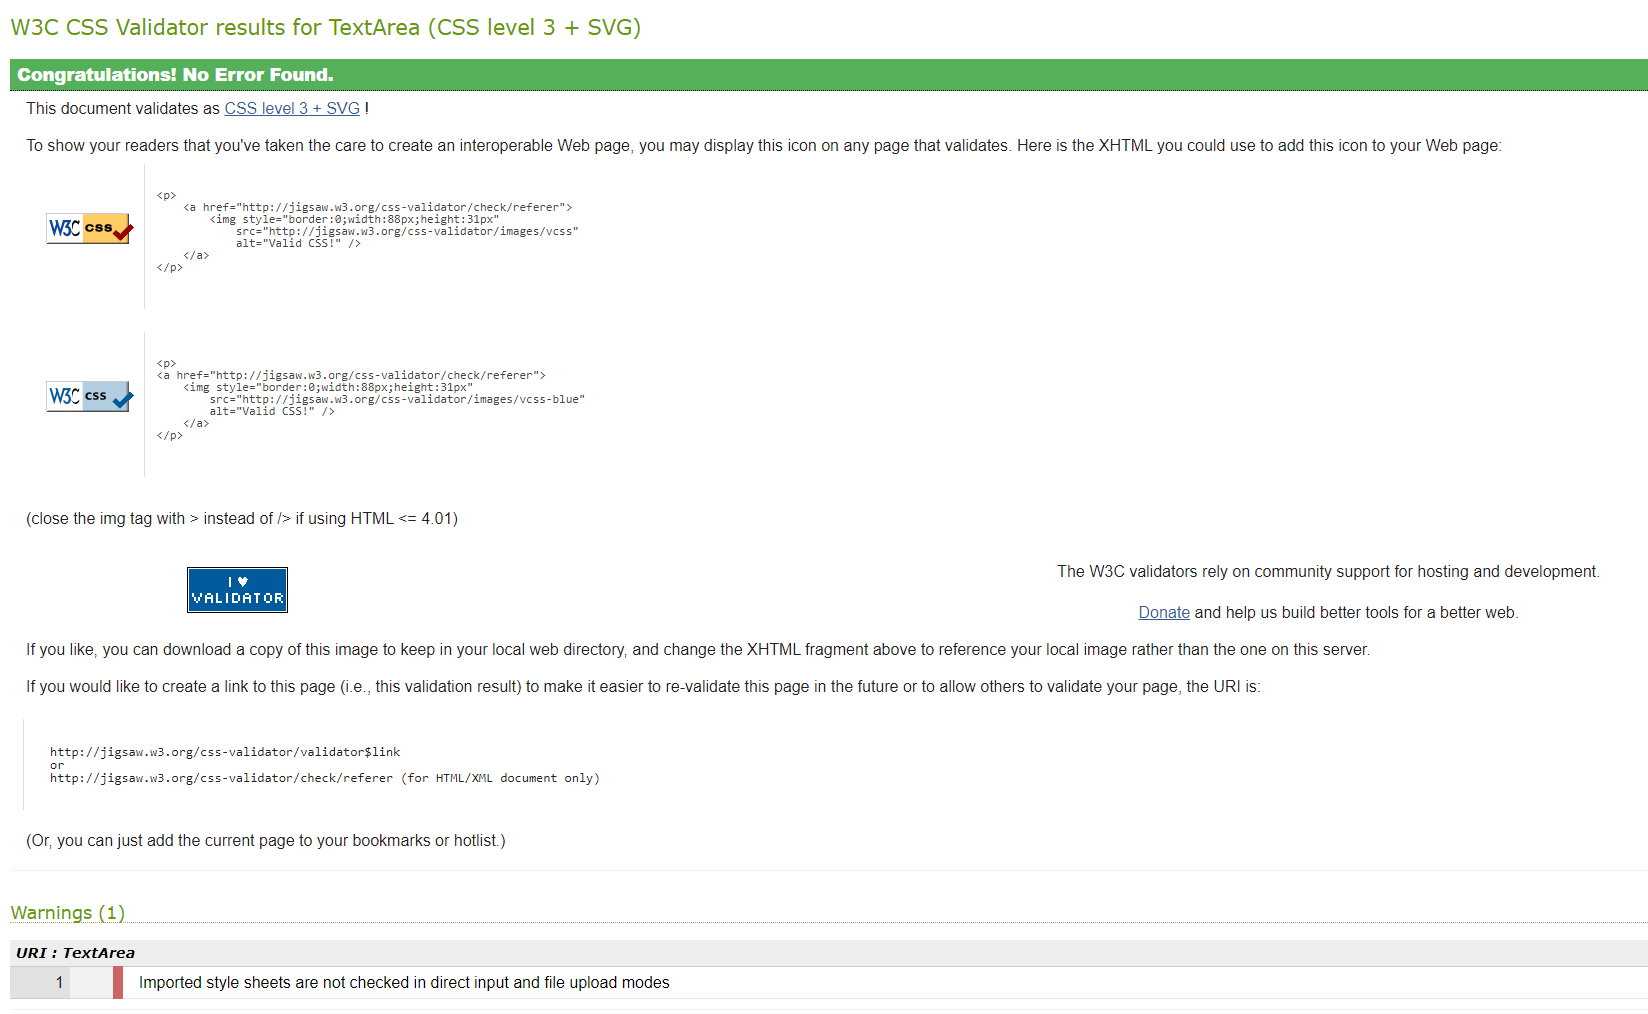 W3C CSS Validator results for TextArea (CSS level 3 + SVG)
Congratulations! No Error Found.
This document validates as CSS level 3 + SVG !
To show your readers that you've taken the care to create an interoperable Web page, you may display this icon on any page that validates. Here is the XHTML you could use to add this icon to your Web page:
W3C css
<p>
    <a href="http://jigsaw.w3.org/css-validator/check/referer">
        <img style="border:0;width:88px;height:31px"
            src="http://jigsaw.w3.org/css-validator/images/vcss"
            alt="Valid CSS!" />
    </a>
</p>
W3C css
<p>
<a href="http://jigsaw.w3.org/css-validator/check/referer">
    <img style="border:0;width:88px;height:31px"
        src="http://jigsaw.w3.org/css-validator/images/vcss-blue"
        alt="Valid CSS!" />
    </a>
</p>
(close the img tag with > instead of /> if using HTML <= 4.01)
I ♥
VALIDATOR
The W3C validators rely on community support for hosting and development.
Donate and help us build better tools for a better web.
If you like, you can download a copy of this image to keep in your local web directory, and change the XHTML fragment above to reference your local image rather than the one on this server.
If you would like to create a link to this page (i.e., this validation result) to make it easier to re-validate this page in the future or to allow others to validate your page, the URI is:
http://jigsaw.w3.org/css-validator/validator$link
or
http://jigsaw.w3.org/css-validator/check/referer (for HTML/XML document only)
(Or, you can just add the current page to your bookmarks or hotlist.)
Warnings (1)
URI : TextArea
1 Imported style sheets are not checked in direct input and file upload modes